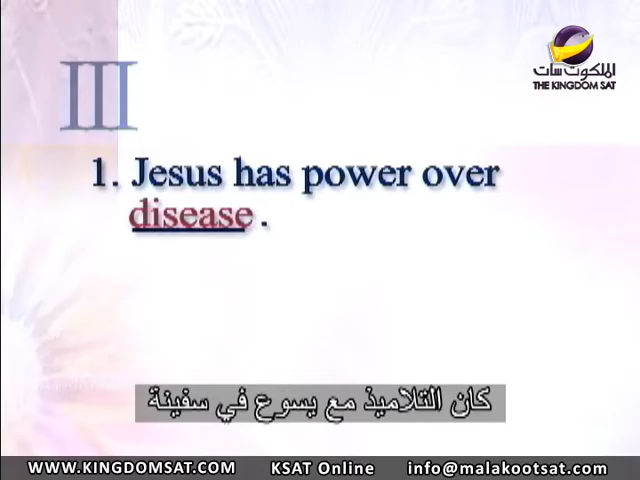 الملكوت سات
THE KINGDOM SAT
III
1. Jesus has power over
disease.
كان التلاميذ مع يسوع في سفينة
WWW.KINGDOMSAT.COM KSAT Online info@malakootsat.com